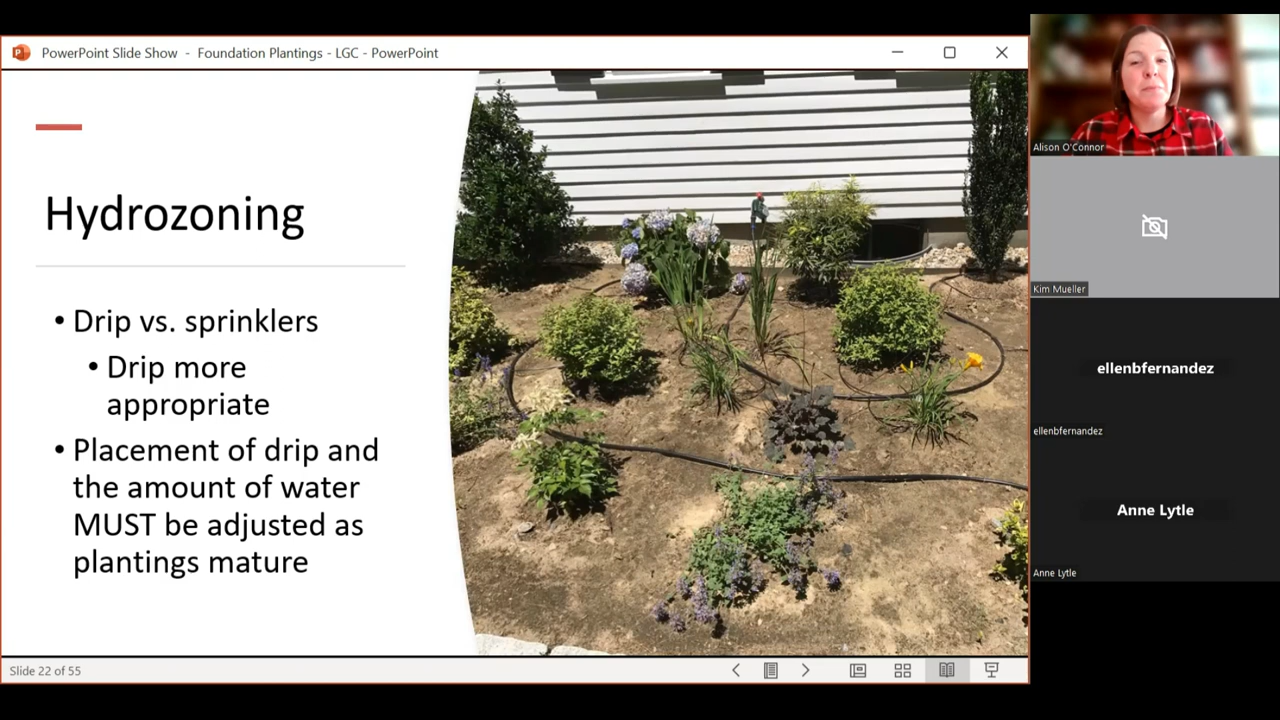 PowerPoint Slide Show - Foundation Plantings - LGC - PowerPoint
Hydrozoning
• Drip vs. sprinklers
• Drip more
appropriate
• Placement of drip and
the amount of water
MUST be adjusted as
plantings mature
Slide 22 of 55
Alison O'Connor
Kim Mueller
ellenbfernandez
ellenbfernandez
Anne Lytle
Anne Lytle